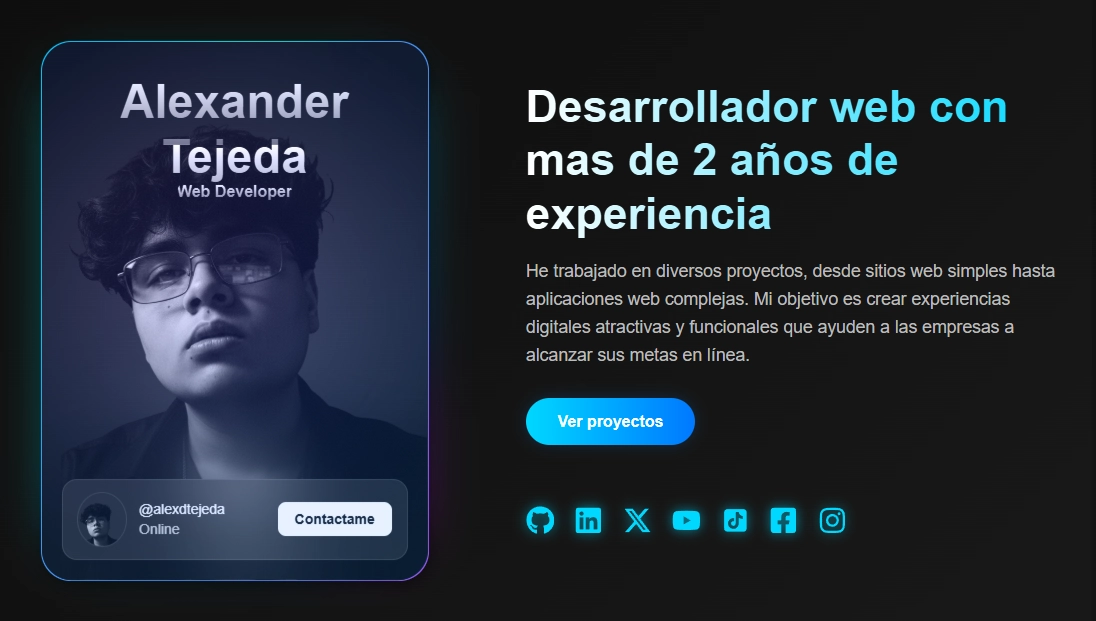 Alexander
Tejeda
Web Developer
@alexdtejeda
Online
Contactame
Desarrollador web con
mas de 2 años de
experiencia
He trabajado en diversos proyectos, desde sitios web simples hasta
aplicaciones web complejas. Mi objetivo es crear experiencias
digitales atractivas y funcionales que ayuden a las empresas a
alcanzar sus metas en línea.
Ver proyectos